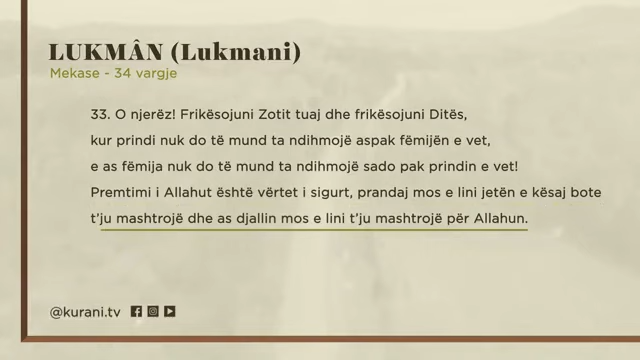 LUKMÂN (Lukmani)
Mekase - 34 vargje
33. O njerëz! Frikësojuni Zotit tuaj dhe frikësojuni Ditës,
kur prindi nuk do të mund ta ndihmojë aspak fëmijën e vet,
e as fëmija nuk do të mund ta ndihmojë sado pak prindin e vet!
Premtimi i Allahut është vërtet i sigurt, prandaj mos e lini jetën e kësaj bote
t'ju mashtrojë dhe as djallin mos e lini t'ju mashtrojë për Allahun.
@kurani.tv